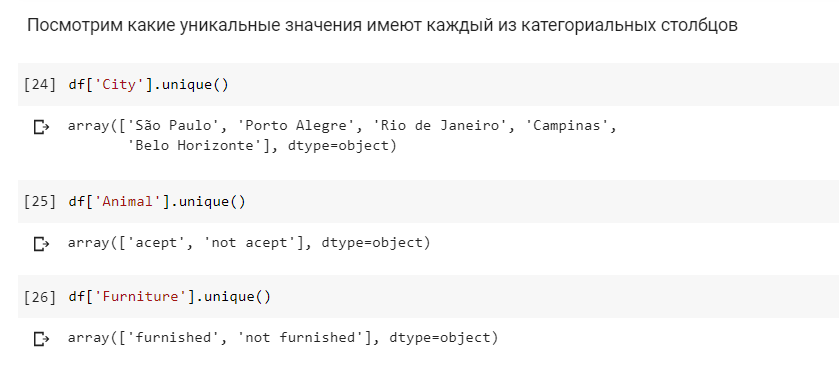 Посмотрим какие уникальные значения имеют каждый из категориальных столбцов
[24] df['City'].unique()
array(['São Paulo', 'Porto Alegre', 'Rio de Janeiro', 'Campinas',
'Belo Horizonte'], dtype=object)
[25] df['Animal'].unique()
array(['acept', 'not acept'], dtype=object)
[26] df['Furniture'].unique()
array(['furnished', 'not furnished'], dtype=object)